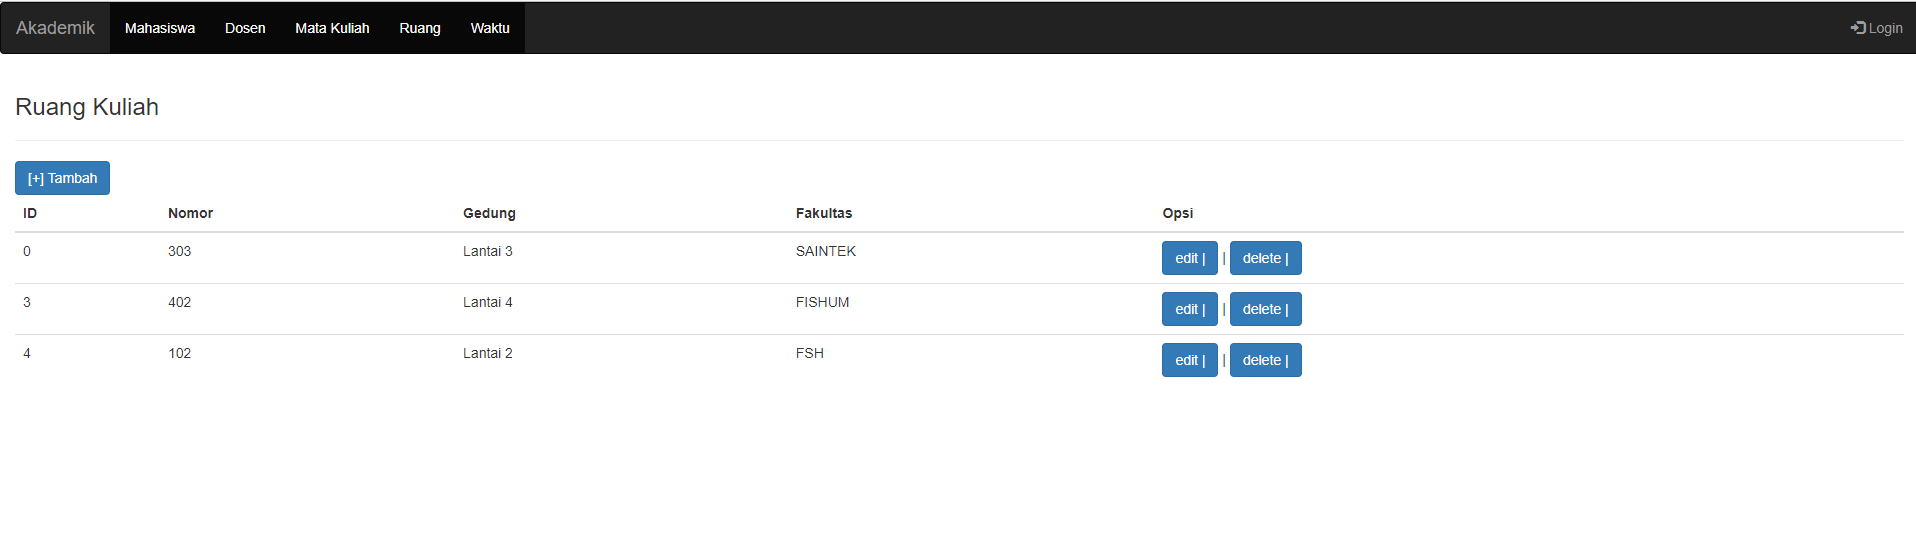 Akademik Mahasiswa Dosen Mata Kuliah Ruang Waktu Login
Ruang Kuliah
[+] Tambah
ID Nomor Gedung Fakultas Opsi
0 303 Lantai 3 SAINTEK edit | | delete |
3 402 Lantai 4 FISHUM edit | | delete |
4 102 Lantai 2 FSH edit | | delete |